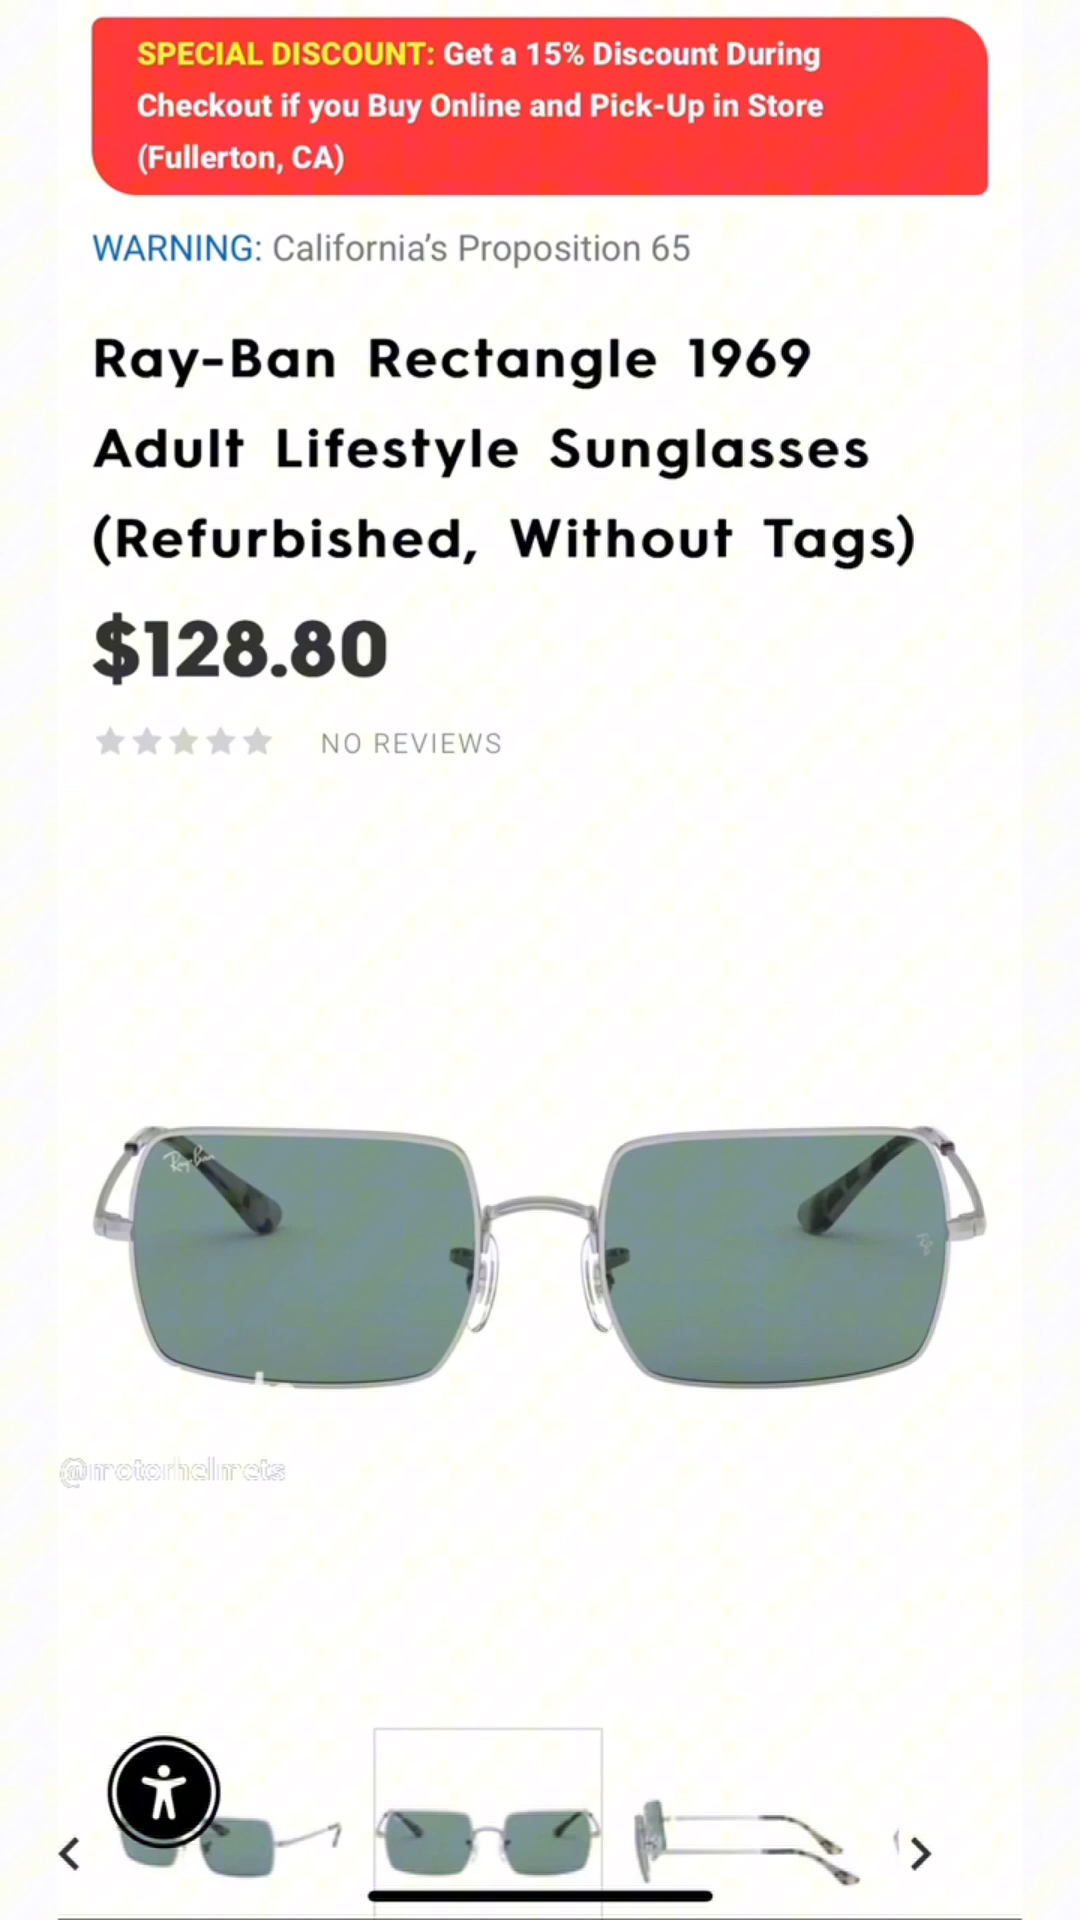 SPECIAL DISCOUNT: Get a 15% Discount During
Checkout if you Buy Online and Pick-Up in Store
(Fullerton, CA)
WARNING: California’s Proposition 65
Ray-Ban Rectangle 1969
Adult Lifestyle Sunglasses
(Refurbished, Without Tags)
$128.80
NO REVIEWS
Ray-Ban
RB
@motorhelmets